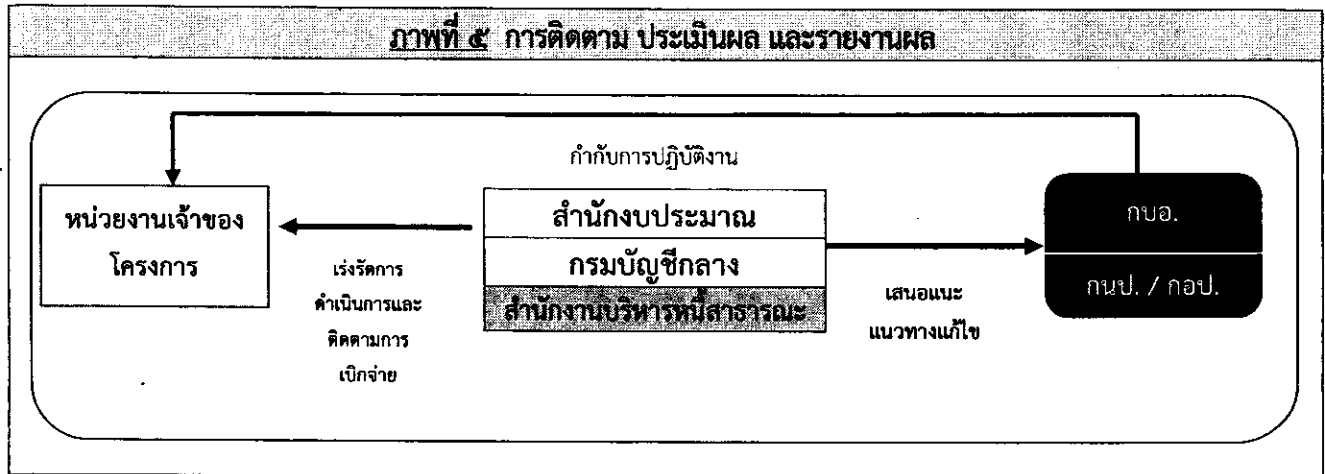 ภาพที่ ๕ การติดตาม ประเมินผล และรายงานผล
กำกับการปฏิบัติงาน
หน่วยงานเจ้าของ
โครงการ
เร่งรัดการ
ดำเนินการและ
ติดตามการ
เบิกจ่าย
สำนักงบประมาณ
กรมบัญชีกลาง
สำนักงานบริหารหนี้สาธารณะ
เสนอแนะ
แนวทางแก้ไข
กบอ.
กนป. / กอป.